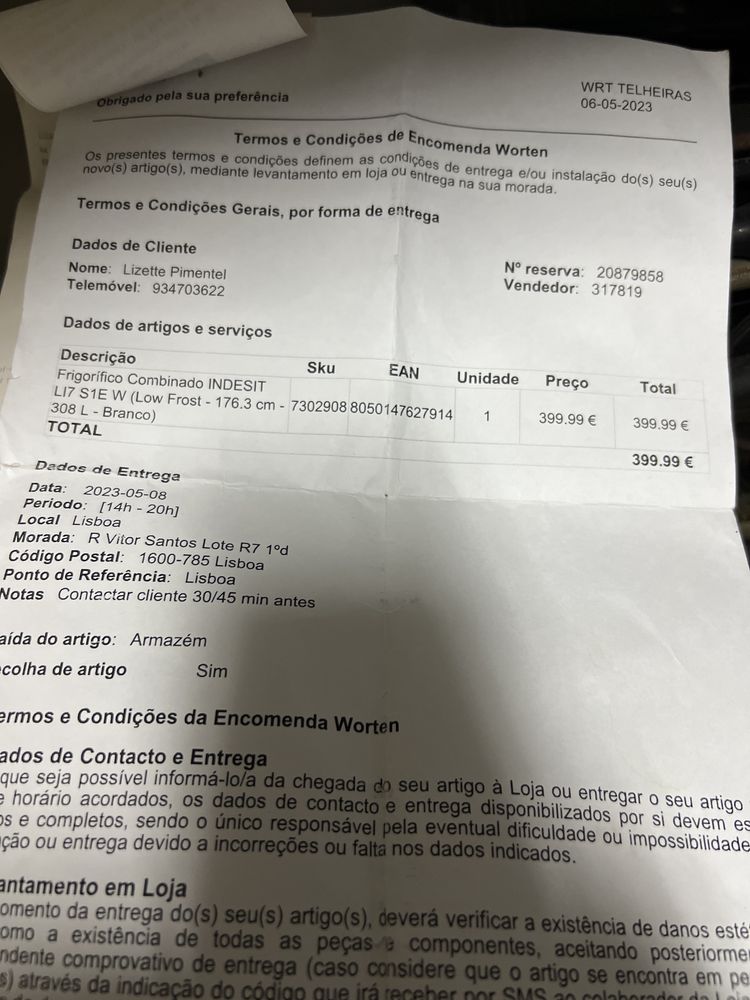 Obrigado pela sua preferência
WRT TELHEIRAS
06-05-2023
Termos e Condições de Encomenda Worten
Os presentes termos e condições definem as condições de entrega e/ou instalação do(s) seu(s)
novo(s) artigo(s), mediante levantamento em loja ou entrega na sua morada.
Termos e Condições Gerais, por forma de entrega
Dados de Cliente
Nome: Lizette Pimentel
Telemóvel: 934703622
Nº reserva: 20879858
Vendedor: 317819
Dados de artigos e serviços
Descrição Sku EAN Unidade Preço Total
Frigorífico Combinado INDESIT
LI7 S1E W (Low Frost - 176.3 cm - 7302908 8050147627914 1 399.99 € 399.99 €
308 L - Branco)
TOTAL 399.99 €
Dados de Entrega
Data: 2023-05-08
Periodo: [14h - 20h]
Local Lisboa
Morada: R Vitor Santos Lote R7 1ºd
Código Postal: 1600-785 Lisboa
Ponto de Referência: Lisboa
Notas Contactar cliente 30/45 min antes
aída do artigo: Armazém
colha de artigo Sim
ermos e Condições da Encomenda Worten
ados de Contacto e Entrega
que seja possível informá-lo/a da chegada do seu artigo à Loja ou entregar o seu artigo
e horário acordados, os dados de contacto e entrega disponibilizados por si devem es
os e completos, sendo o único responsável pela eventual dificuldade ou impossibilidade
ção ou entrega devido a incorreções ou falta nos dados indicados.
antamento em Loja
omento da entrega do(s) seu(s) artigo(s), deverá verificar a existência de danos esté
omo a existência de todas as peças e componentes, aceitando posteriorme
ndente comprovativo de entrega (caso considere que o artigo se encontra em pe
s) através da indicação do código que irá receber por SMS ao colaborador da